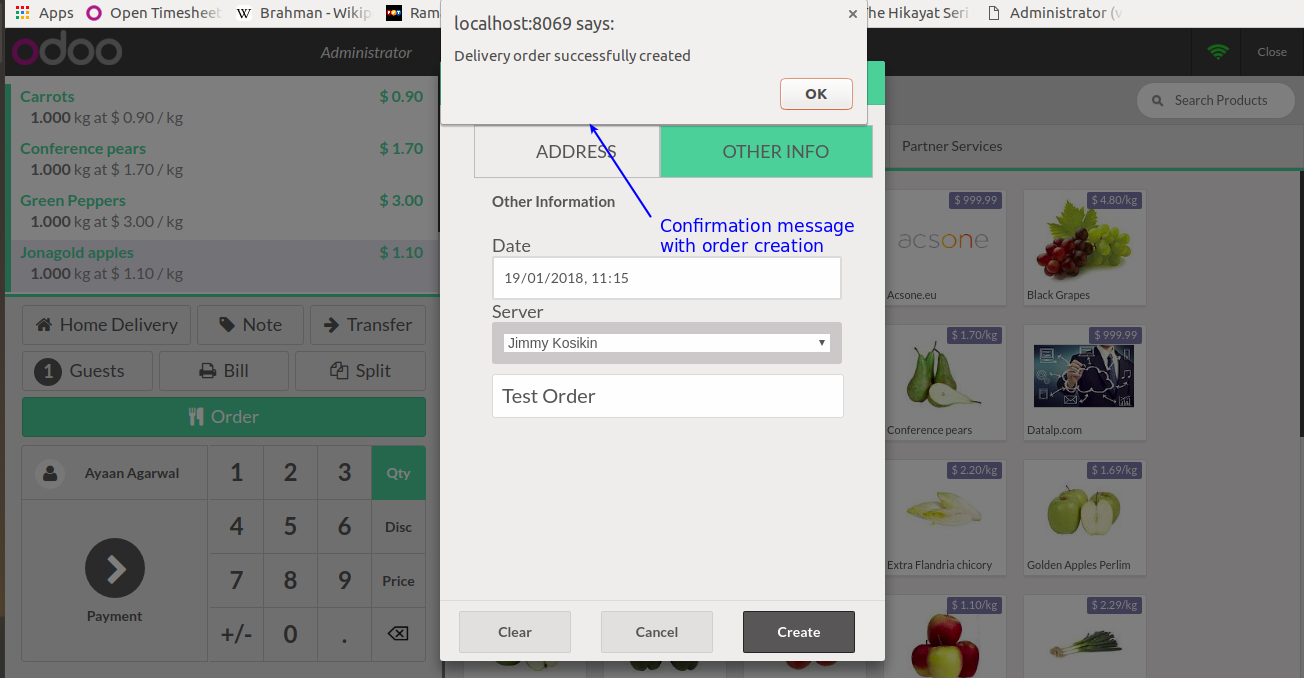 Apps
Open Timesheet
W Brahman - Wikip
Ram
The Hikayat Seri
Administrator (v
localhost:8069 says:
×
Delivery order successfully created
OK
odoo
Administrator
Close
Search Products
Partner Services
Carrots $ 0.90
1.000 kg at $ 0.90 / kg
Conference pears $ 1.70
1.000 kg at $ 1.70 / kg
Green Peppers $ 3.00
1.000 kg at $ 3.00 / kg
Jonagold apples $ 1.10
1.000 kg at $ 1.10 / kg
Home Delivery
Note
Transfer
1 Guests
Bill
Split
Order
Ayaan Agarwal
1 2 3 Qty
4 5 6 Disc
7 8 9 Price
+/- 0 .
Payment
ADDRESS
OTHER INFO
Other Information
Confirmation message
with order creation
Date
19/01/2018, 11:15
Server
Jimmy Kosikin
Test Order
Clear
Cancel
Create
$ 999.99
acsone
Acsone.eu
$ 4.80/kg
Black Grapes
$ 1.70/kg
Conference pears
$ 999.99
Datalp.com
$ 2.20/kg
Extra Flandria chicory
$ 1.69/kg
Golden Apples Perlim
$ 1.10/kg
$ 2.29/kg